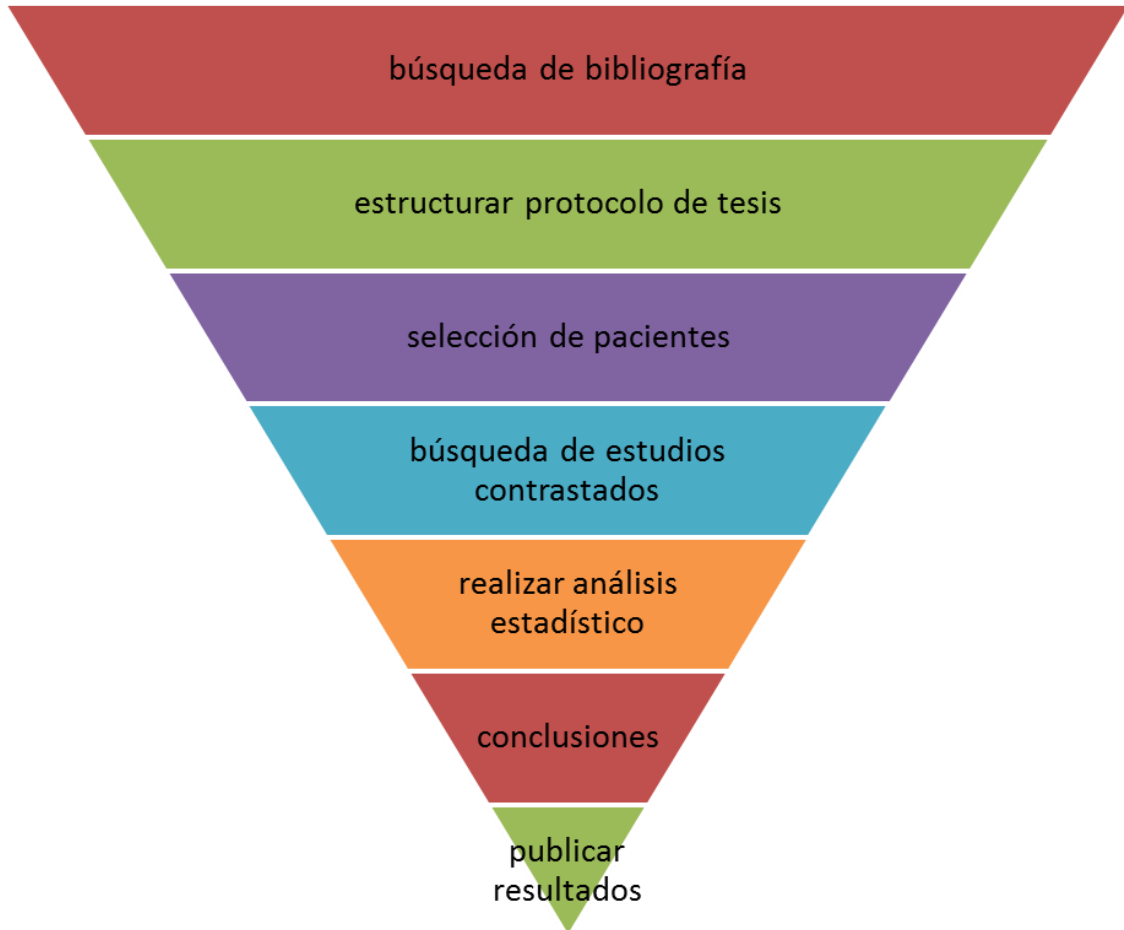 búsqueda de bibliografía
estructurar protocolo de tesis
selección de pacientes
búsqueda de estudios
contrastados
realizar análisis
estadístico
conclusiones
publicar
resultados